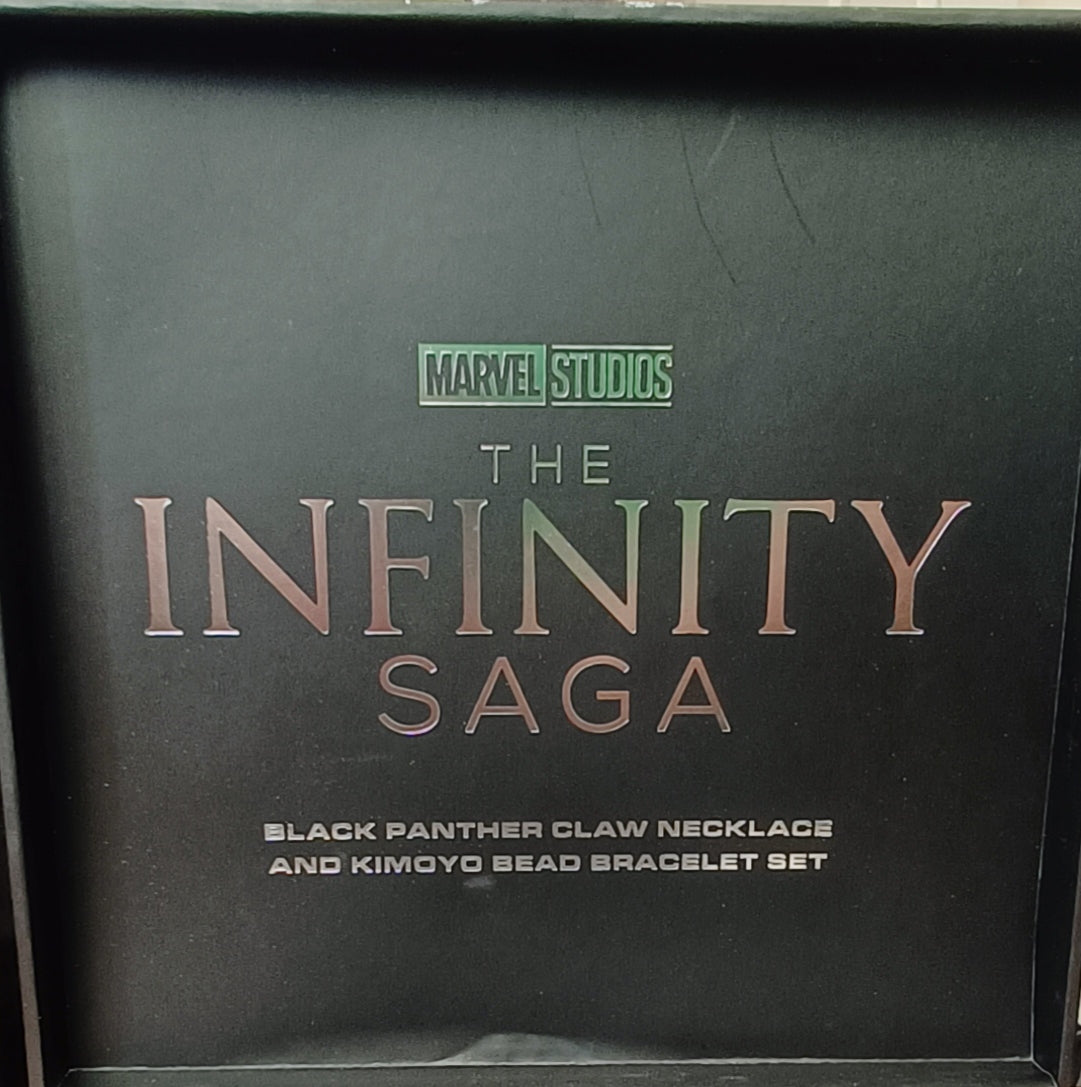 MARVEL STUDIOS
THE
INFINITY
SAGA
BLACK PANTHER CLAW NECKLACE
AND KIMOYO BEAD BRACELET SET